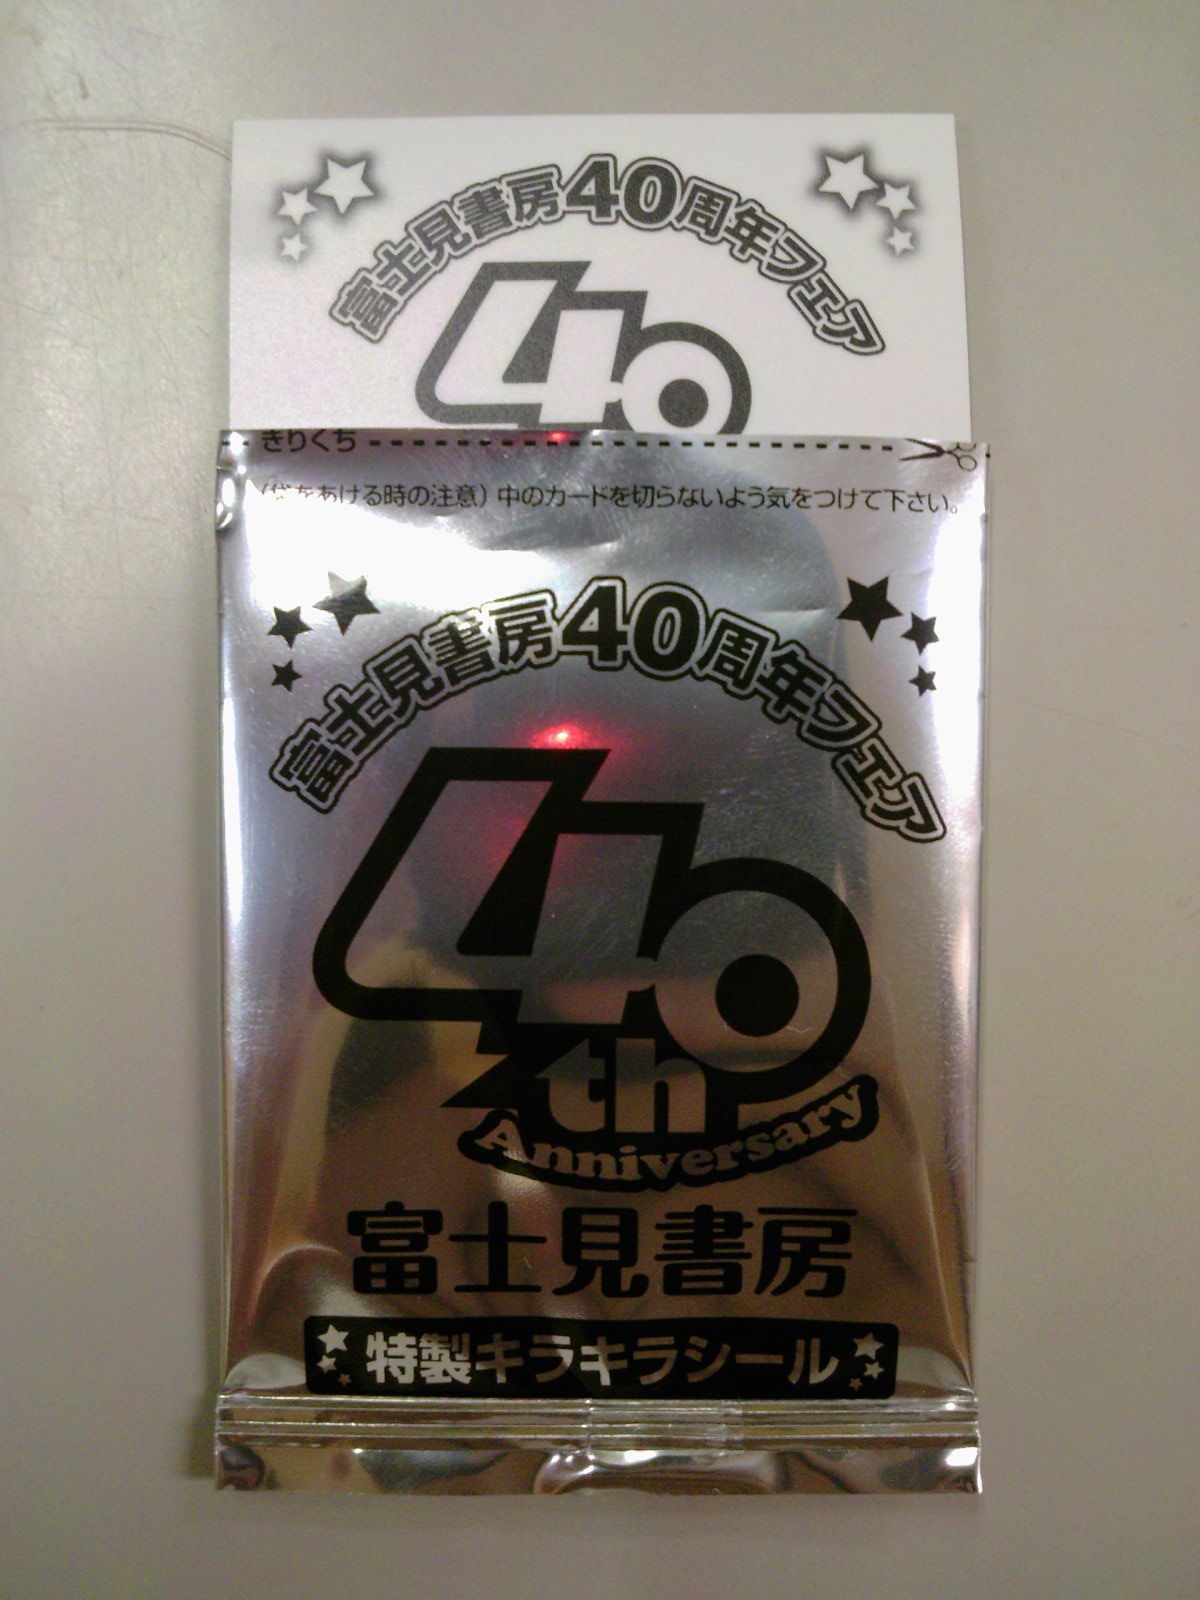 富士見書房40周年フェア
40
きりくち
(袋をあける時の注意) 中のカードを切らないよう気をつけて下さい。
富士見書房40周年フェア
40
th
Anniversary
富士見書房
特製キラキラシール